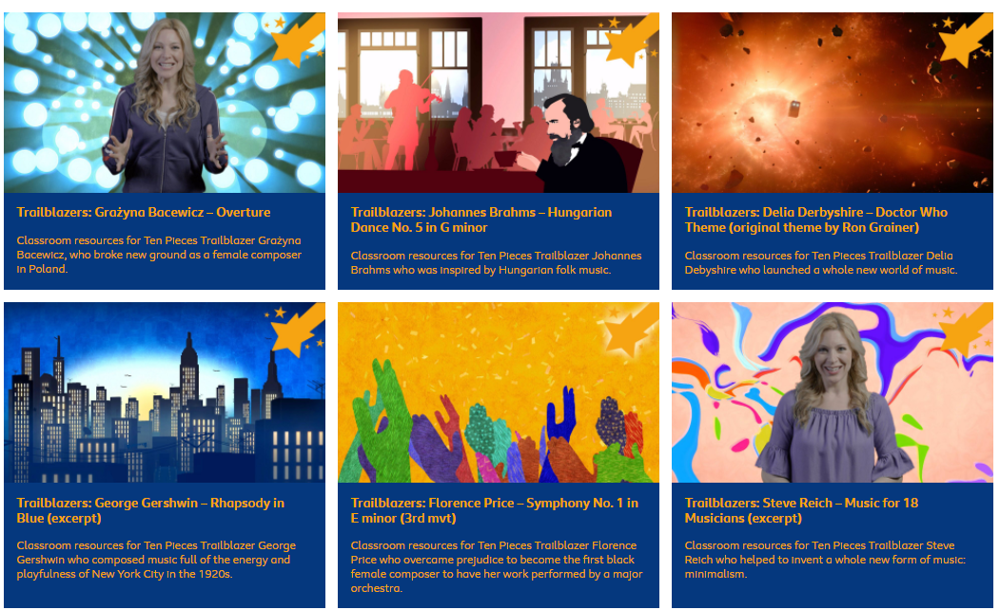 Trailblazers: Grażyna Bacewicz – Overture
Classroom resources for Ten Pieces Trailblazer Grażyna
Bacewicz, who broke new ground as a female composer
in Poland.
Trailblazers: Johannes Brahms – Hungarian
Dance No. 5 in G minor
Classroom resources for Ten Pieces Trailblazer Johannes
Brahms who was inspired by Hungarian folk music.
Trailblazers: Delia Derbyshire – Doctor Who
Theme (original theme by Ron Grainer)
Classroom resources for Ten Pieces Trailblazer Delia
Debyshire who launched a whole new world of music.
Trailblazers: George Gershwin – Rhapsody in
Blue (excerpt)
Classroom resources for Ten Pieces Trailblazer George
Gershwin who composed music full of the energy and
playfulness of New York City in the 1920s.
Trailblazers: Florence Price – Symphony No. 1 in
E minor (3rd mvt)
Classroom resources for Ten Pieces Trailblazer Florence
Price who overcame prejudice to become the first black
female composer to have her work performed by a major
orchestra.
Trailblazers: Steve Reich – Music for 18
Musicians (excerpt)
Classroom resources for Ten Pieces Trailblazer Steve
Reich who helped to invent a whole new form of music:
minimalism.